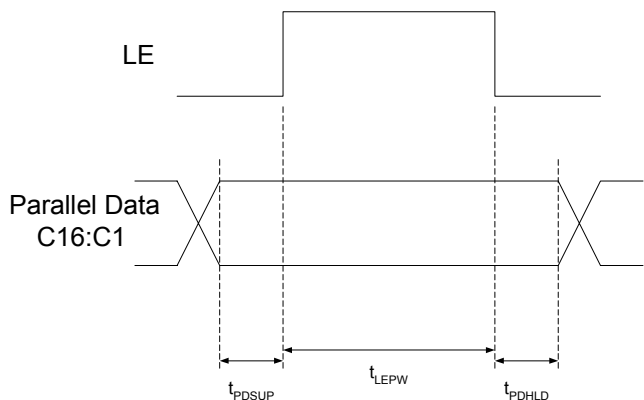 LE
Parallel Data
C16:C1
tPDSUP
tLEPW
tPDHLD